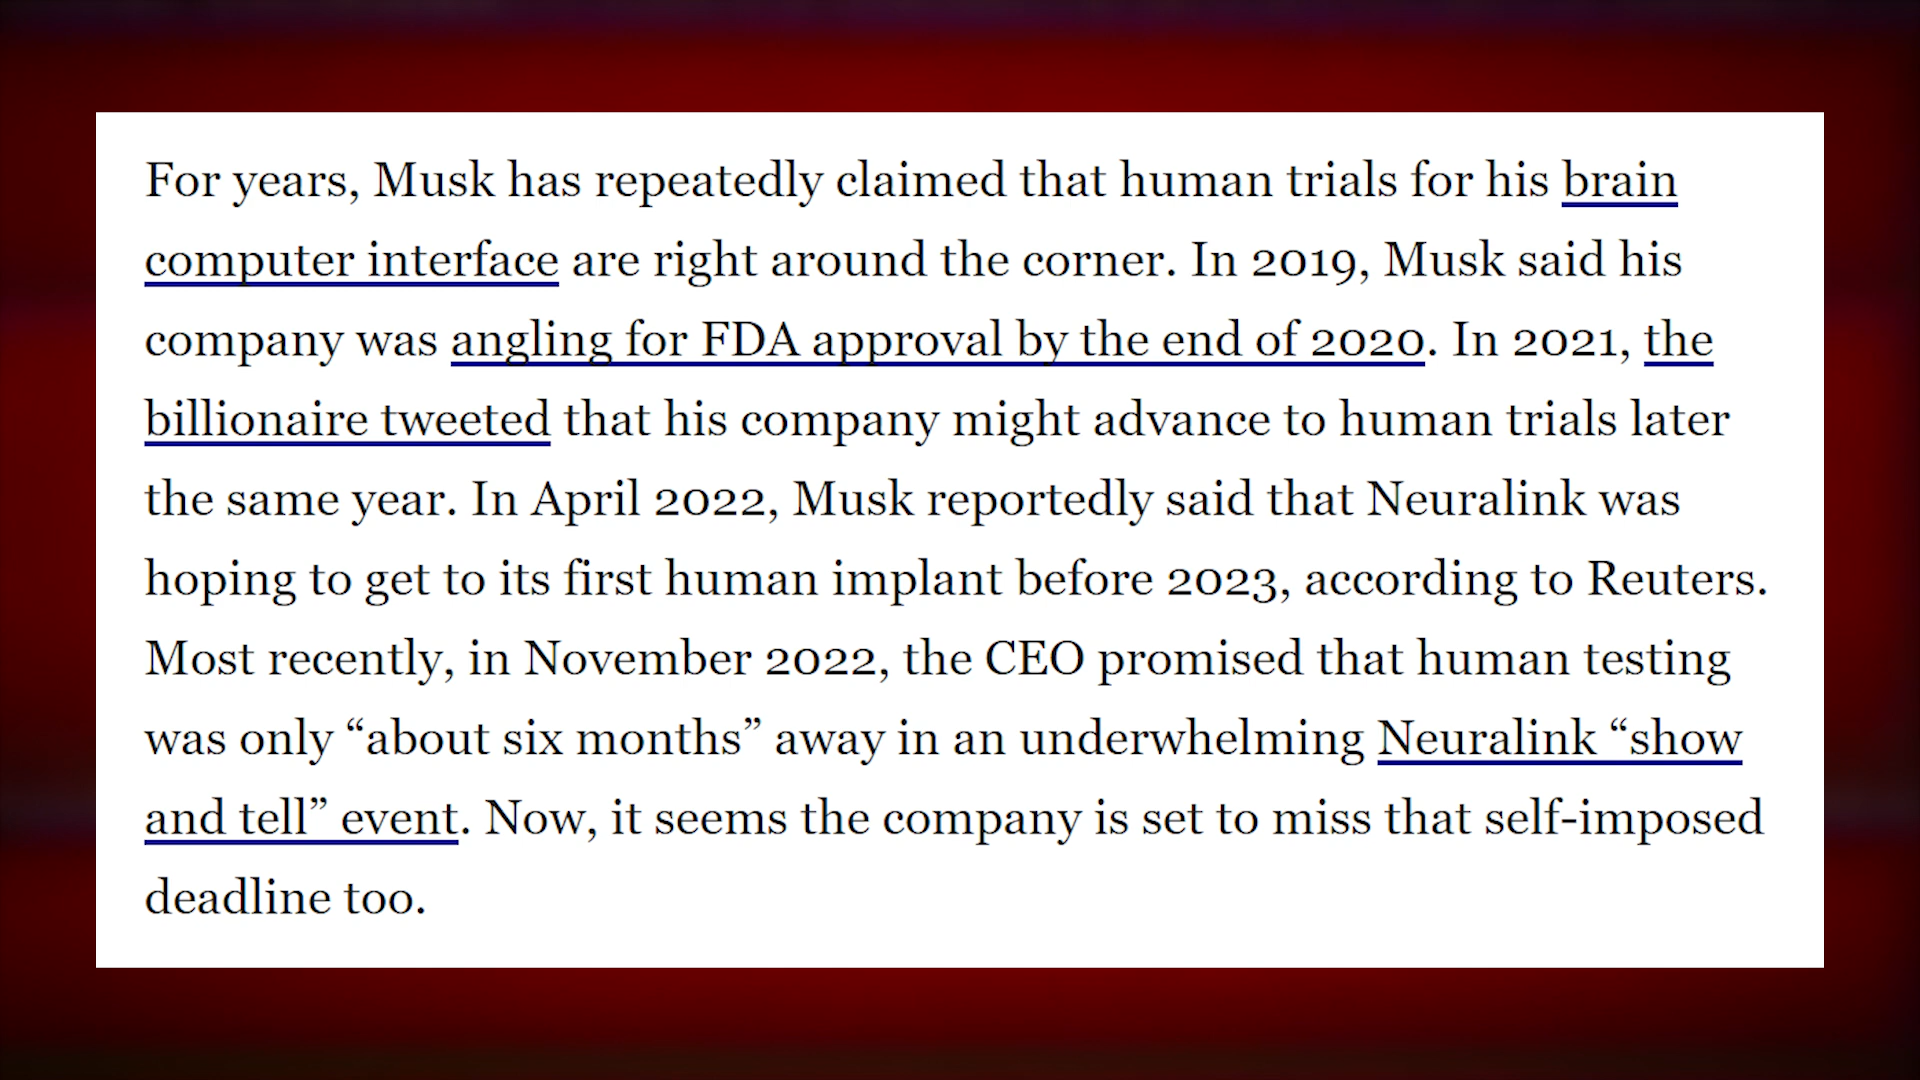 For years, Musk has repeatedly claimed that human trials for his brain
computer interface are right around the corner. In 2019, Musk said his
company was angling for FDA approval by the end of 2020. In 2021, the
billionaire tweeted that his company might advance to human trials later
the same year. In April 2022, Musk reportedly said that Neuralink was
hoping to get to its first human implant before 2023, according to Reuters.
Most recently, in November 2022, the CEO promised that human testing
was only “about six months” away in an underwhelming Neuralink “show
and tell” event. Now, it seems the company is set to miss that self-imposed
deadline too.